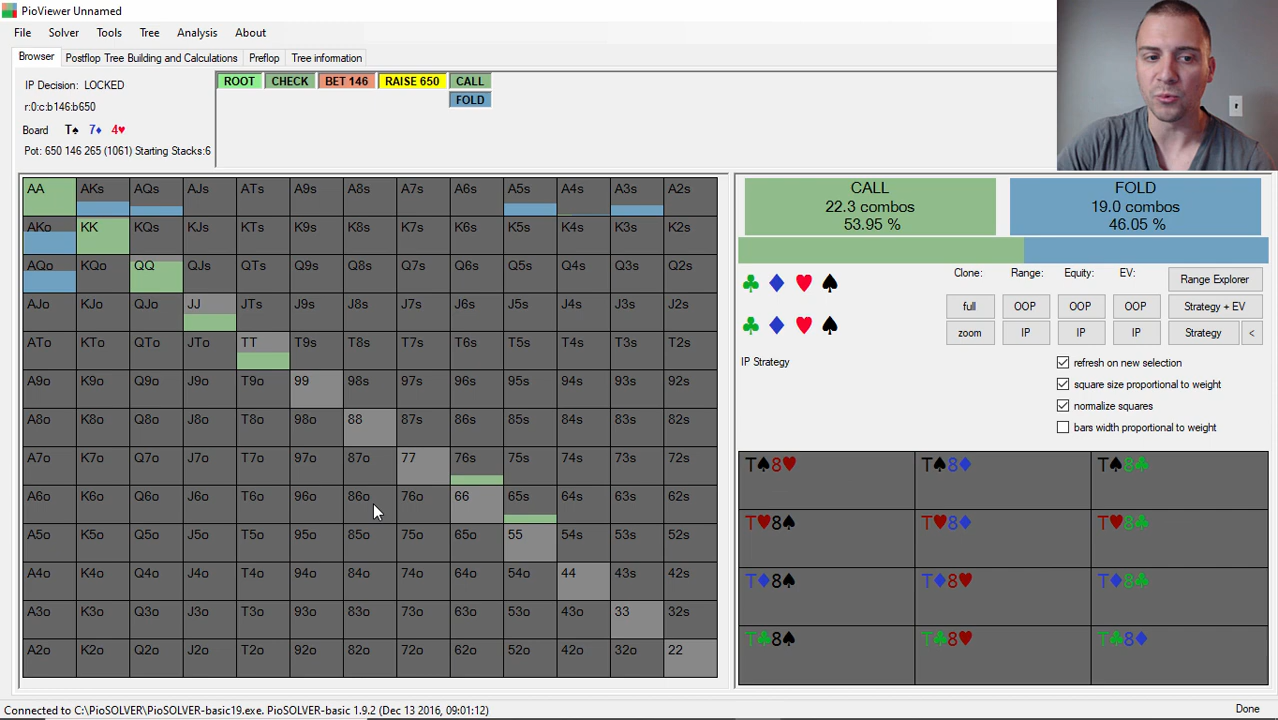 PioViewer Unnamed
File Solver Tools Tree Analysis About
Browser Postflop Tree Building and Calculations Preflop Tree information
IP Decision: LOCKED
r:0:c:b146:b650
Board T♠ 7♦ 4♥
Pot: 650 146 265 (1061) Starting Stacks:6
ROOT CHECK BET 146 RAISE 650 CALL
FOLD
AA AKs AQs AJs ATs A9s A8s A7s A6s A5s A4s A3s A2s
AKo KK KQs KJs KTs K9s K8s K7s K6s K5s K4s K3s K2s
AQo KQo QQ QJs QTs Q9s Q8s Q7s Q6s Q5s Q4s Q3s Q2s
AJo KJo QJo JJ JTs J9s J8s J7s J6s J5s J4s J3s J2s
ATo KTo QTo JTo TT T9s T8s T7s T6s T5s T4s T3s T2s
A9o K9o Q9o J9o T9o 99 98s 97s 96s 95s 94s 93s 92s
A8o K8o Q8o J8o T8o 98o 88 87s 86s 85s 84s 83s 82s
A7o K7o Q7o J7o T7o 97o 87o 77 76s 75s 74s 73s 72s
A6o K6o Q6o J6o T6o 96o 86o 76o 66 65s 64s 63s 62s
A5o K5o Q5o J5o T5o 95o 85o 75o 65o 55 54s 53s 52s
A4o K4o Q4o J4o T4o 94o 84o 74o 64o 54o 44 43s 42s
A3o K3o Q3o J3o T3o 93o 83o 73o 63o 53o 43o 33 32s
A2o K2o Q2o J2o T2o 92o 82o 72o 62o 52o 42o 32o 22
CALL
22.3 combos
53.95 %
FOLD
19.0 combos
46.05 %
♣ ♦ ♥ ♠
♣ ♦ ♥ ♠
Clone: Range: Equity: EV:
Range Explorer
full OOP OOP OOP Strategy + EV
zoom IP IP IP Strategy <
IP Strategy
refresh on new selection
square size proportional to weight
normalize squares
bars width proportional to weight
T♠8♥ T♠8♦ T♠8♣
T♥8♠ T♥8♦ T♥8♣
T♦8♠ T♦8♥ T♦8♣
T♣8♠ T♣8♥ T♣8♦
Connected to C:\PioSOLVER\PioSOLVER-basic19.exe. PioSOLVER-basic 1.9.2 (Dec 13 2016, 09:01:12)
Done